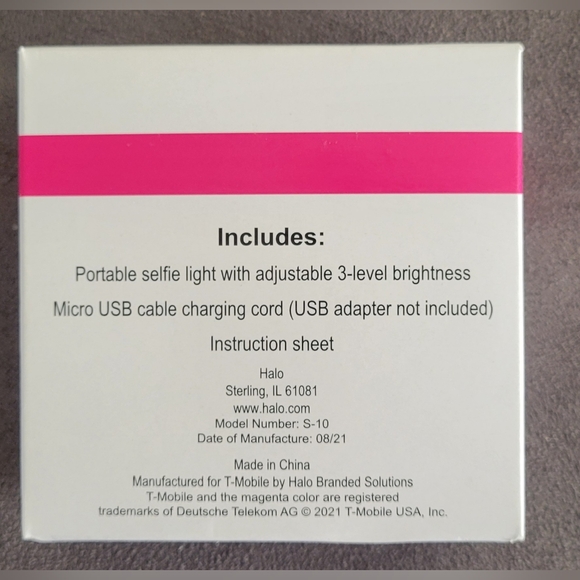 Includes:
Portable selfie light with adjustable 3-level brightness
Micro USB cable charging cord (USB adapter not included)
Instruction sheet
Halo
Sterling, IL 61081
www.halo.com
Model Number: S-10
Date of Manufacture: 08/21
Made in China
Manufactured for T-Mobile by Halo Branded Solutions
T-Mobile and the magenta color are registered
trademarks of Deutsche Telekom AG © 2021 T-Mobile USA, Inc.